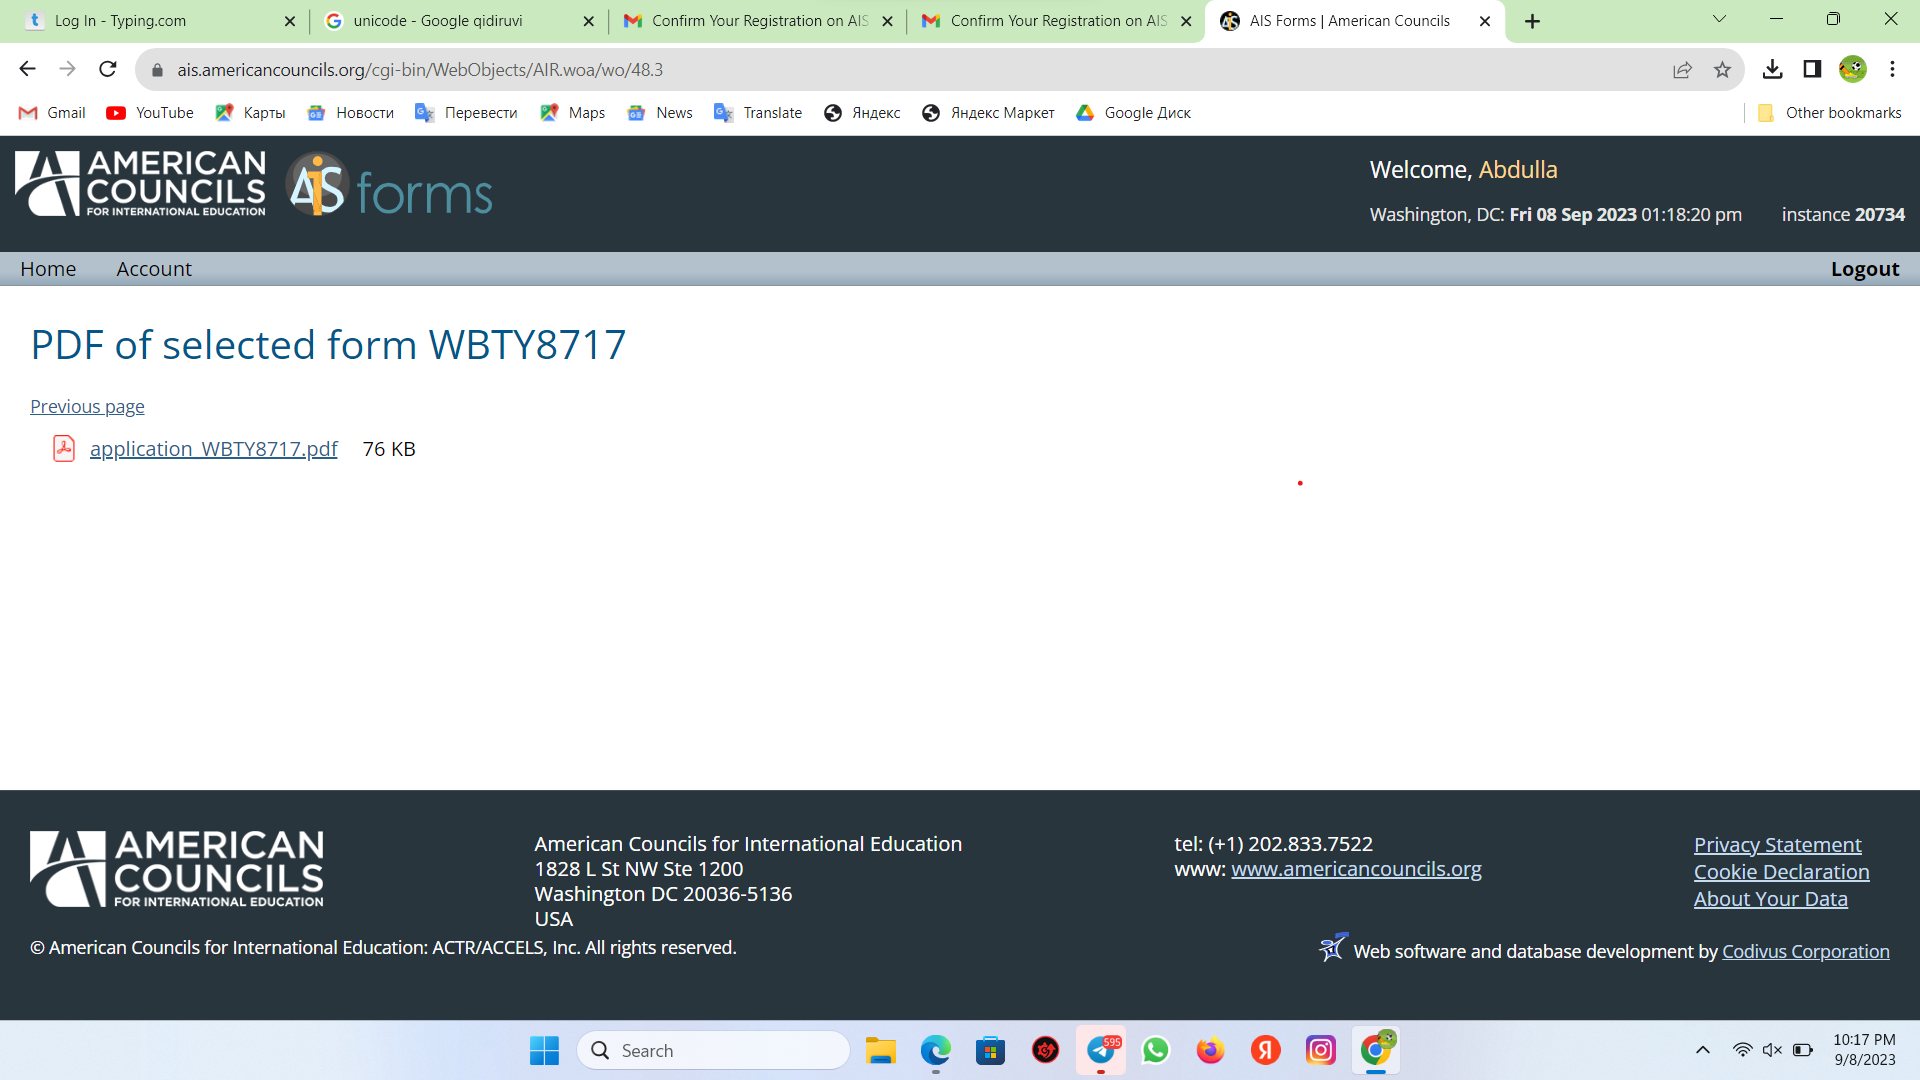 Log In - Typing.com
unicode - Google qidiruvi
Confirm Your Registration on AIS
Confirm Your Registration on AIS
AIS Forms | American Councils
ais.americancouncils.org/cgi-bin/WebObjects/AIR.woa/wo/48.3
Gmail YouTube Карты Новости Перевести Maps News Translate Яндекс Яндекс Маркет Google Диск Other bookmarks
AMERICAN
COUNCILS
FOR INTERNATIONAL EDUCATION
AiS forms
Welcome, Abdulla
Washington, DC: Fri 08 Sep 2023 01:18:20 pm instance 20734
Home Account Logout
PDF of selected form WBTY8717
Previous page
application_WBTY8717.pdf 76 KB
AMERICAN
COUNCILS
FOR INTERNATIONAL EDUCATION
American Councils for International Education
1828 L St NW Ste 1200
Washington DC 20036-5136
USA
tel: (+1) 202.833.7522
www: www.americancouncils.org
Privacy Statement
Cookie Declaration
About Your Data
© American Councils for International Education: ACTR/ACCELS, Inc. All rights reserved.
Web software and database development by Codivus Corporation
Search
595
Я
10:17 PM
9/8/2023